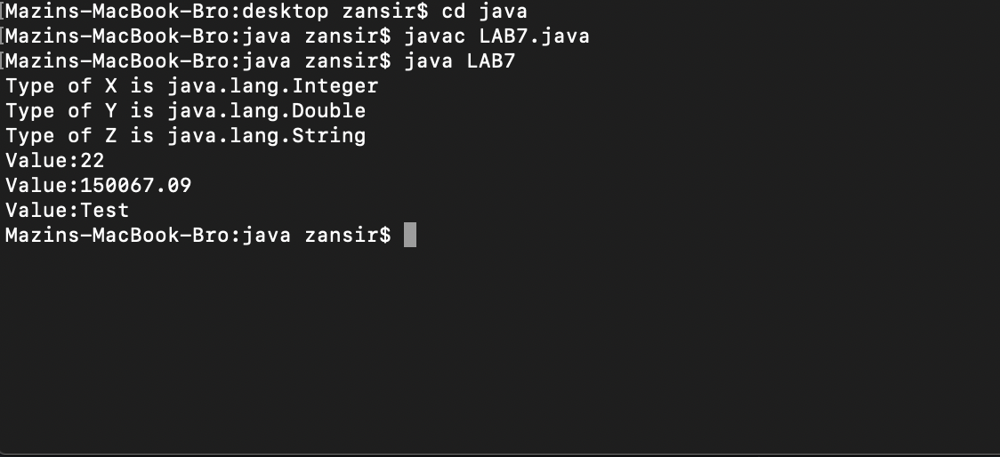 [Mazins-MacBook-Bro:desktop zansir$ cd java
[Mazins-MacBook-Bro:java zansir$ javac LAB7.java
[Mazins-MacBook-Bro:java zansir$ java LAB7
Type of X is java.lang.Integer
Type of Y is java.lang.Double
Type of Z is java.lang.String
Value:22
Value:150067.09
Value:Test
Mazins-MacBook-Bro:java zansir$